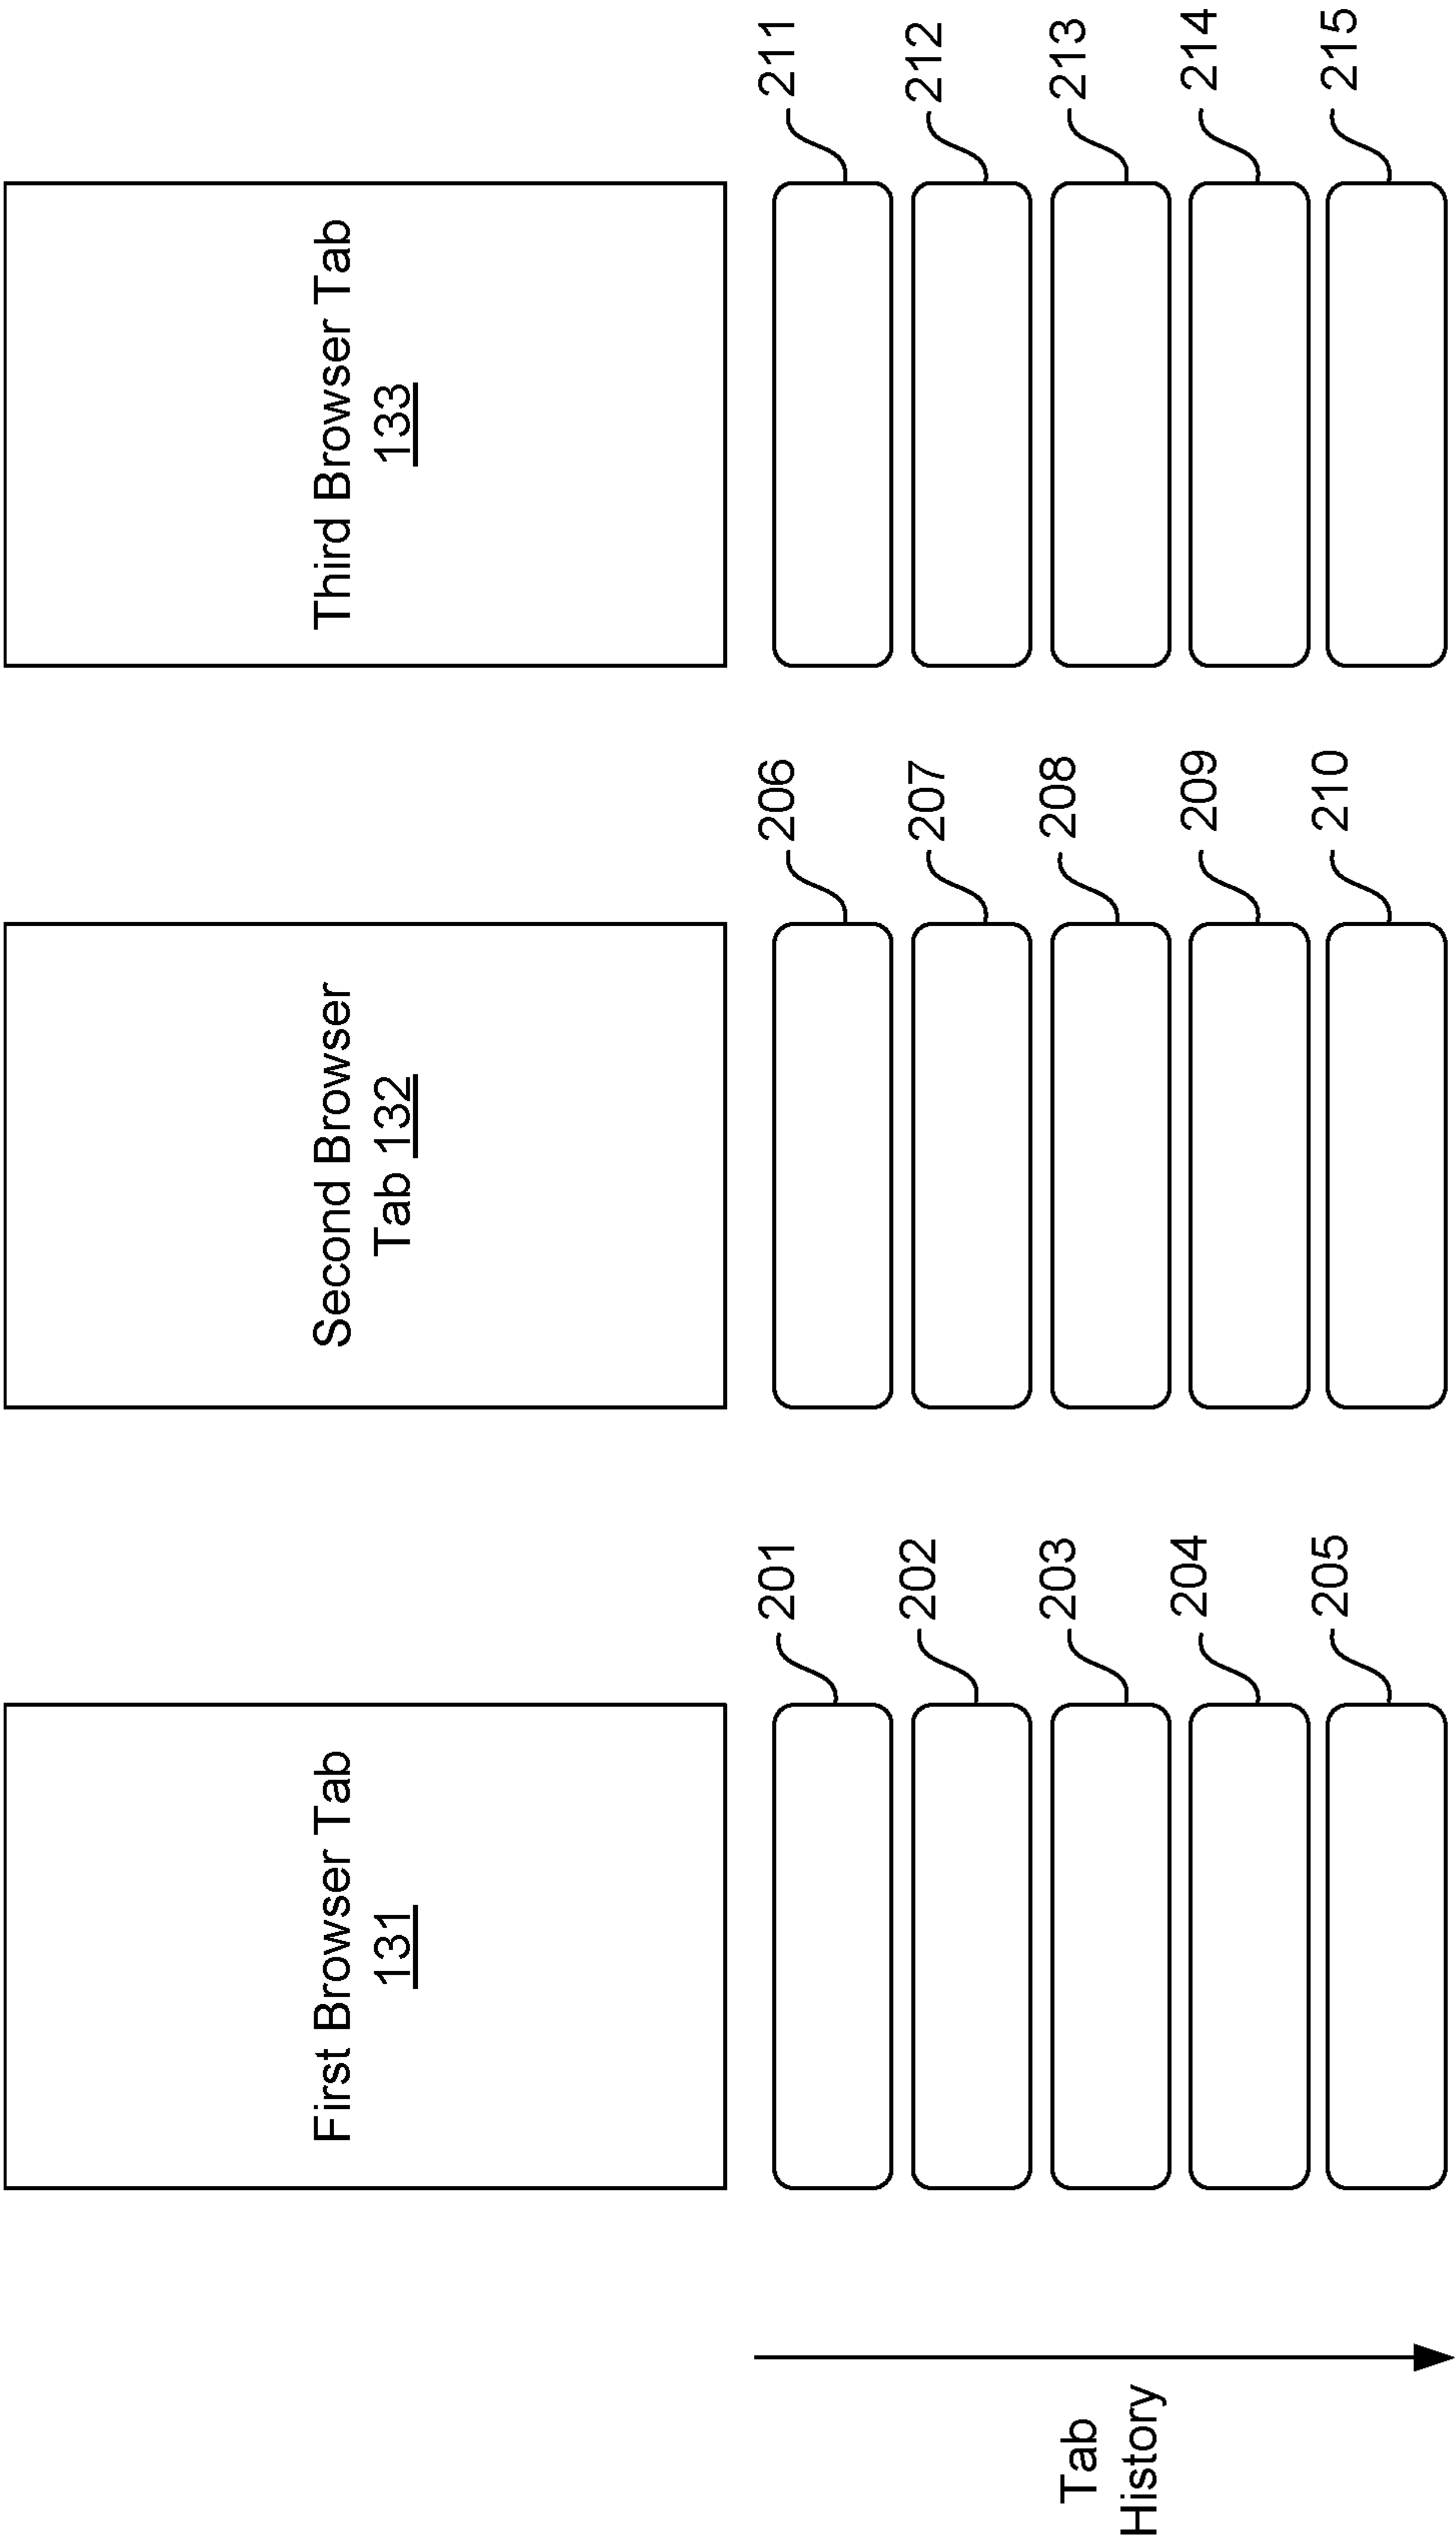 First Browser Tab
131
Second Browser
Tab 132
Third Browser Tab
133
Tab
History
201
202
203
204
205
206
207
208
209
210
211
212
213
214
215